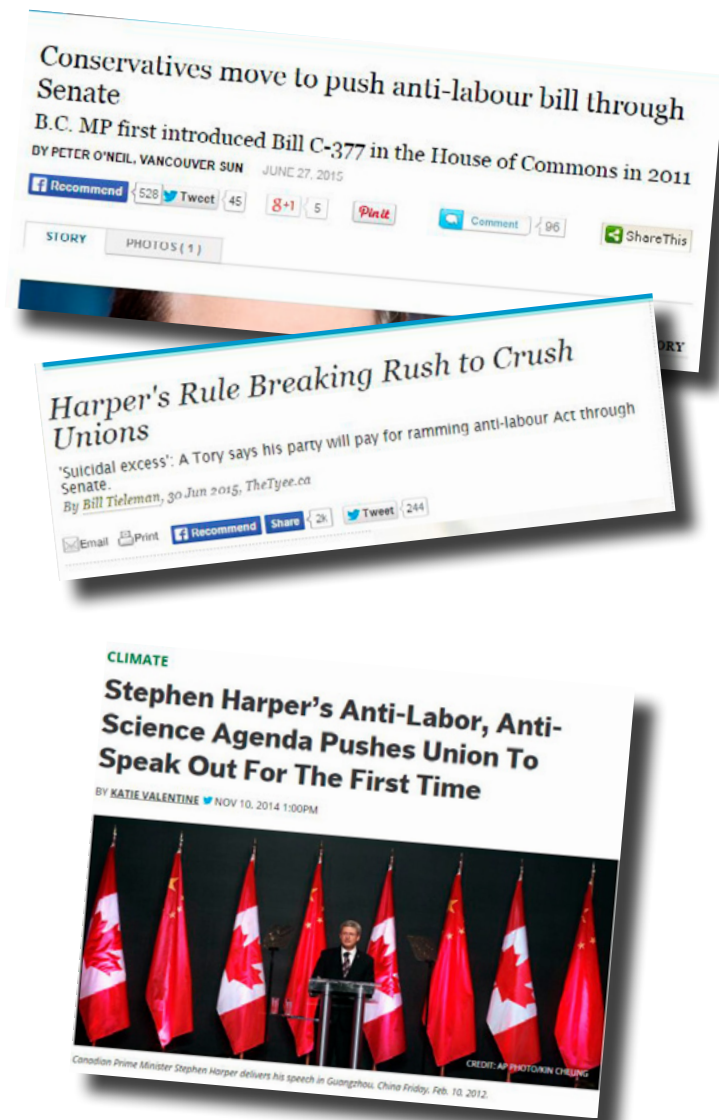 Conservatives move to push anti-labour bill through
Senate
B.C. MP first introduced Bill C-377 in the House of Commons in 2011
BY PETER O'NEIL, VANCOUVER SUN JUNE 27, 2015
Recommend 528 Tweet 45 g+1 5 Pin it Comment 96 ShareThis
STORY PHOTOS ( 1 )
ORY
Harper's Rule Breaking Rush to Crush
Unions
'Suicidal excess': A Tory says his party will pay for ramming anti-labour Act through
Senate.
By Bill Tieleman, 30 Jun 2015, TheTyee.ca
Email Print Recommend Share 2k Tweet 244
CLIMATE
Stephen Harper’s Anti-Labor, Anti-
Science Agenda Pushes Union To
Speak Out For The First Time
BY KATIE VALENTINE NOV 10, 2014 1:00PM
CREDIT: AP PHOTO/KIN CHEUNG
Canadian Prime Minister Stephen Harper delivers his speech in Guangzhou, China Friday, Feb. 10, 2012.